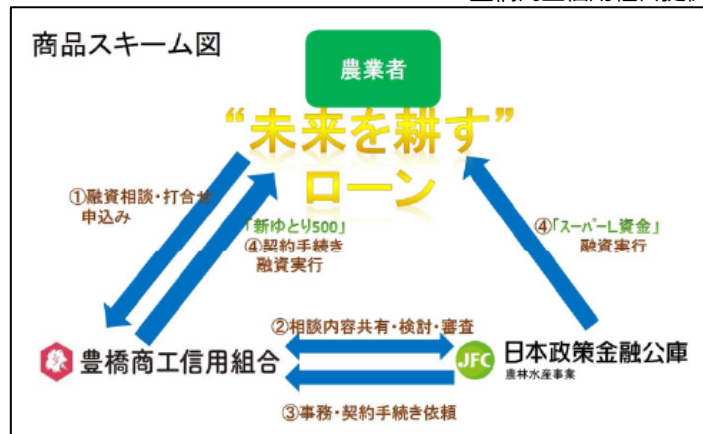 商品スキーム図
農業者
“未来を耕す”
ローン
①融資相談・打合せ
申込み
「新ゆとり500」
④契約手続き
融資実行
④「スーパーL資金」
融資実行
②相談内容共有・検討・審査
豊橋商工信用組合
JFC 日本政策金融公庫
農林水産事業
③事務・契約手続き依頼